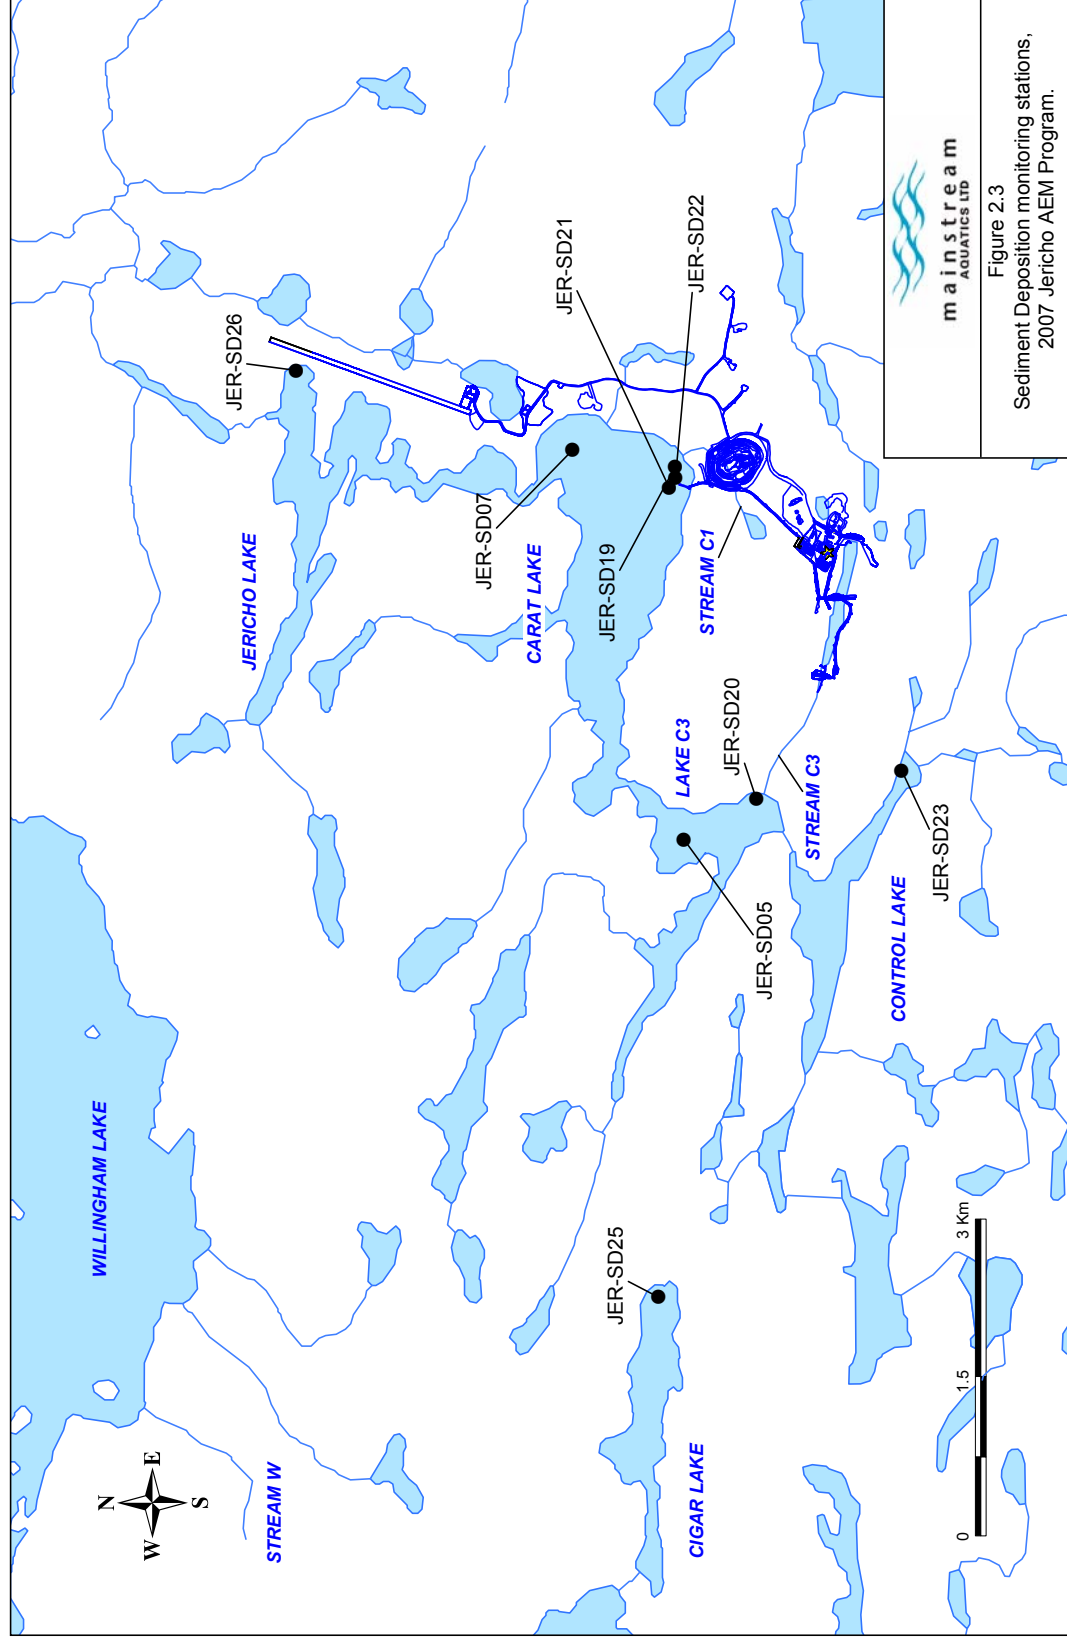 WILLINGHAM LAKE
N
W
E
S
STREAM W
JERICHO LAKE
JER-SD26
JER-SD07
CARAT LAKE
JER-SD19
JER-SD21
JER-SD22
STREAM C1
LAKE C3
JER-SD20
STREAM C3
JER-SD05
JER-SD23
CONTROL LAKE
JER-SD25
CIGAR LAKE
0
1.5
3 Km
mainstream
AQUATICS LTD
Figure 2.3
Sediment Deposition monitoring stations,
2007 Jericho AEM Program.